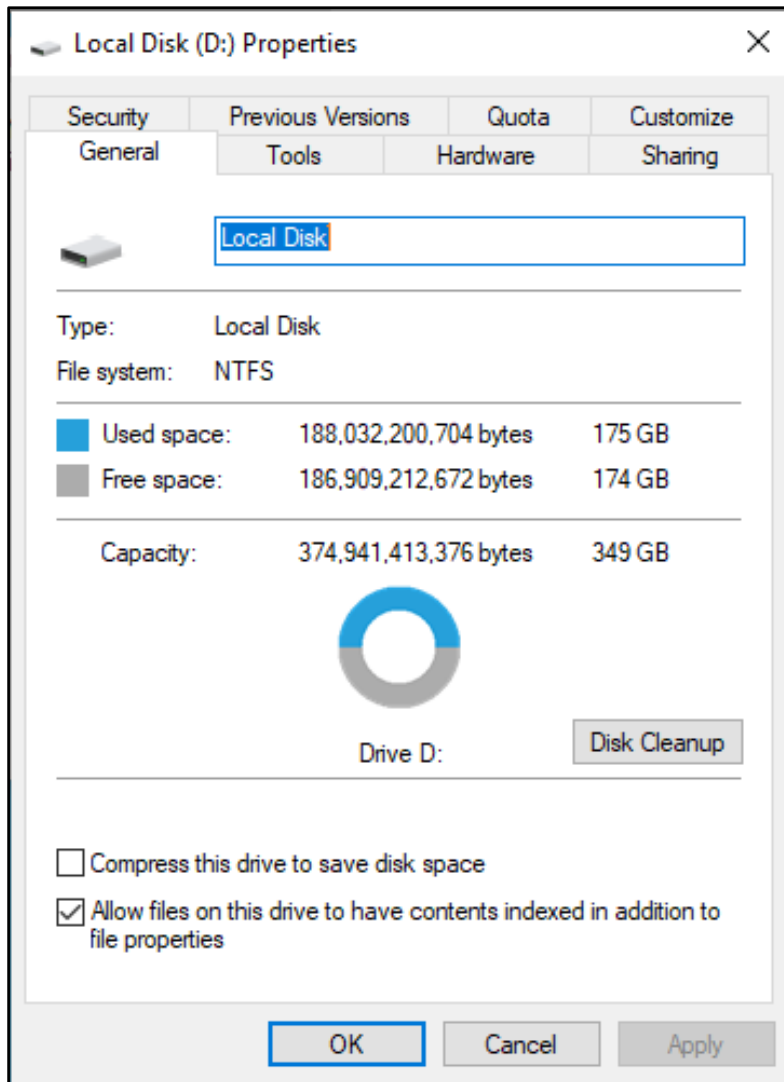 Local Disk (D:) Properties
Security Previous Versions Quota Customize
General Tools Hardware Sharing
Local Disk
Type: Local Disk
File system: NTFS
Used space: 188,032,200,704 bytes 175 GB
Free space: 186,909,212,672 bytes 174 GB
Capacity: 374,941,413,376 bytes 349 GB
Drive D:
Disk Cleanup
Compress this drive to save disk space
Allow files on this drive to have contents indexed in addition to
file properties
OK Cancel Apply